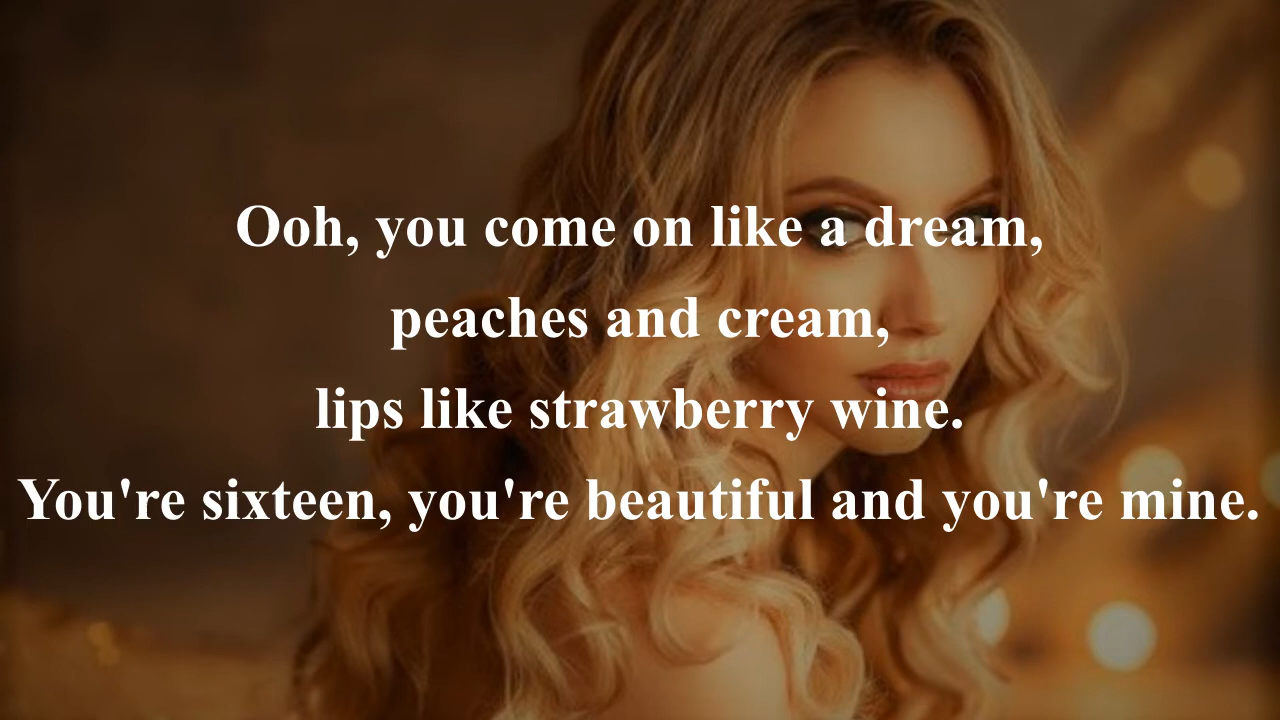 Ooh, you come on like a dream,
peaches and cream,
lips like strawberry wine.
You're sixteen, you're beautiful and you're mine.